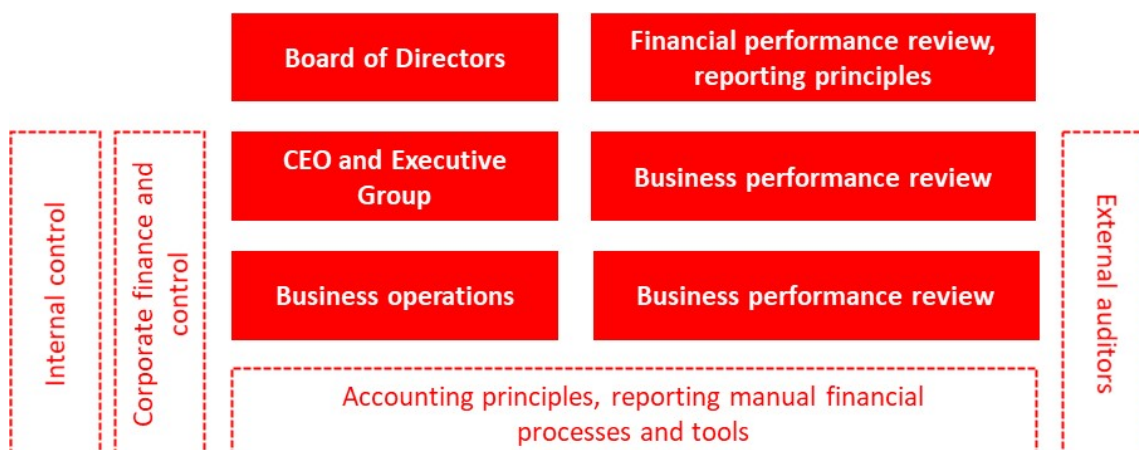 Board of Directors
Financial performance review,
reporting principles
Internal control
Corporate finance and
control
CEO and Executive
Group
Business performance review
External auditors
Business operations
Business performance review
Accounting principles, reporting manual financial
processes and tools